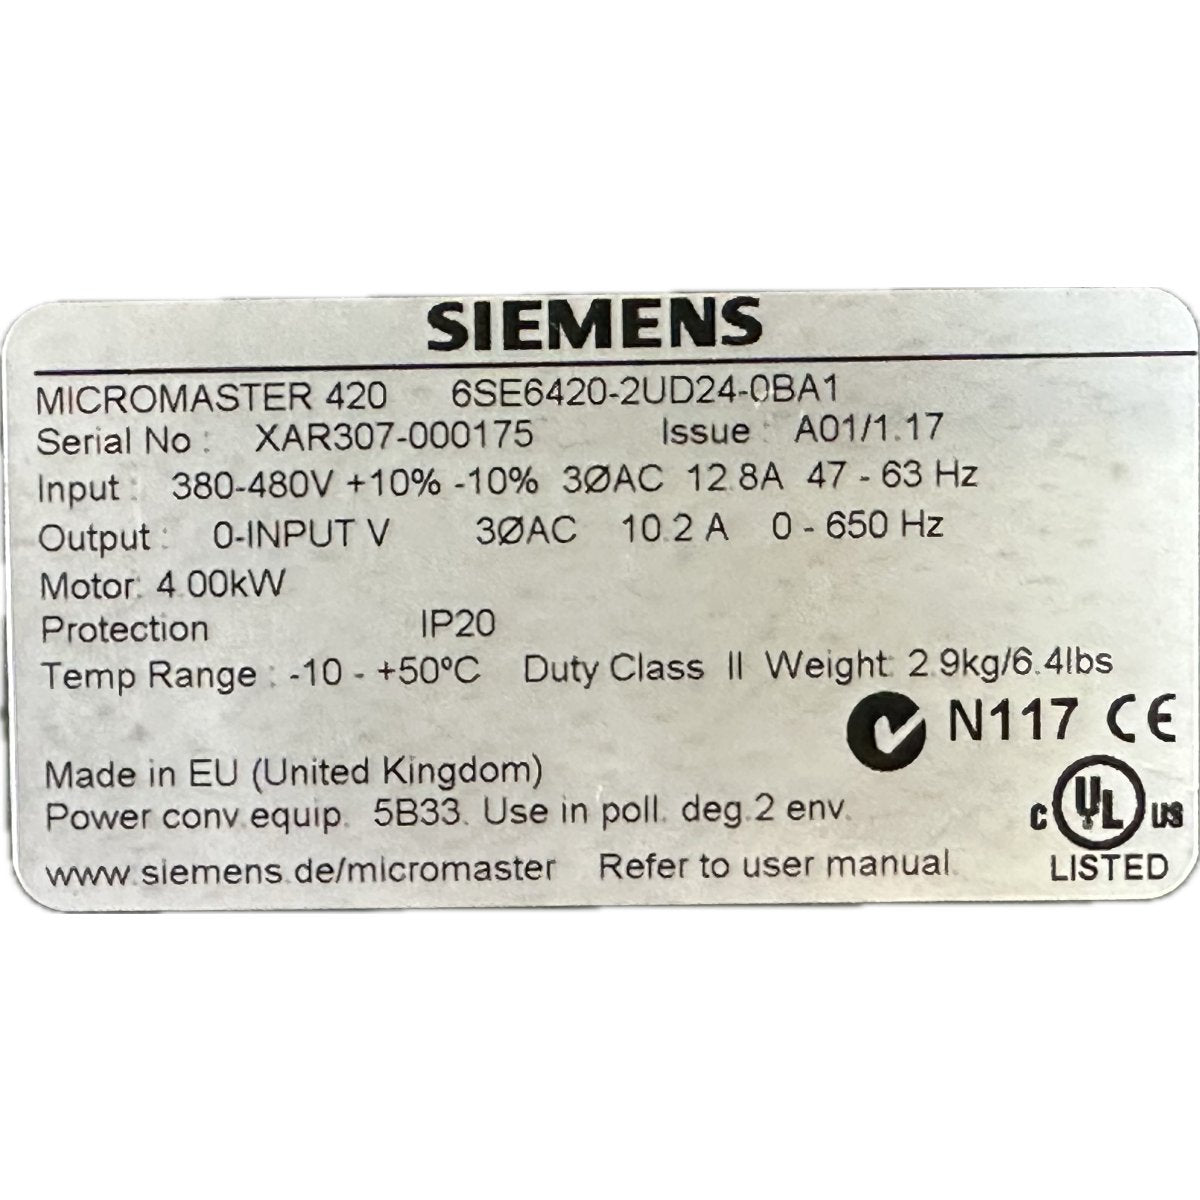 SIEMENS
MICROMASTER 420 6SE6420-2UD24-0BA1
Serial No : XAR307-000175 Issue : A01/1.17
Input : 380-480V +10% -10% 3ØAC 12.8A 47 - 63 Hz
Output : 0-INPUT V 3ØAC 10.2 A 0 - 650 Hz
Motor: 4.00kW
Protection IP20
Temp Range : -10 - +50ºC Duty Class II Weight: 2.9kg/6.4lbs
N117 CE
Made in EU (United Kingdom)
Power conv.equip. 5B33. Use in poll. deg.2 env.
c UL us
www.siemens.de/micromaster Refer to user manual.
LISTED